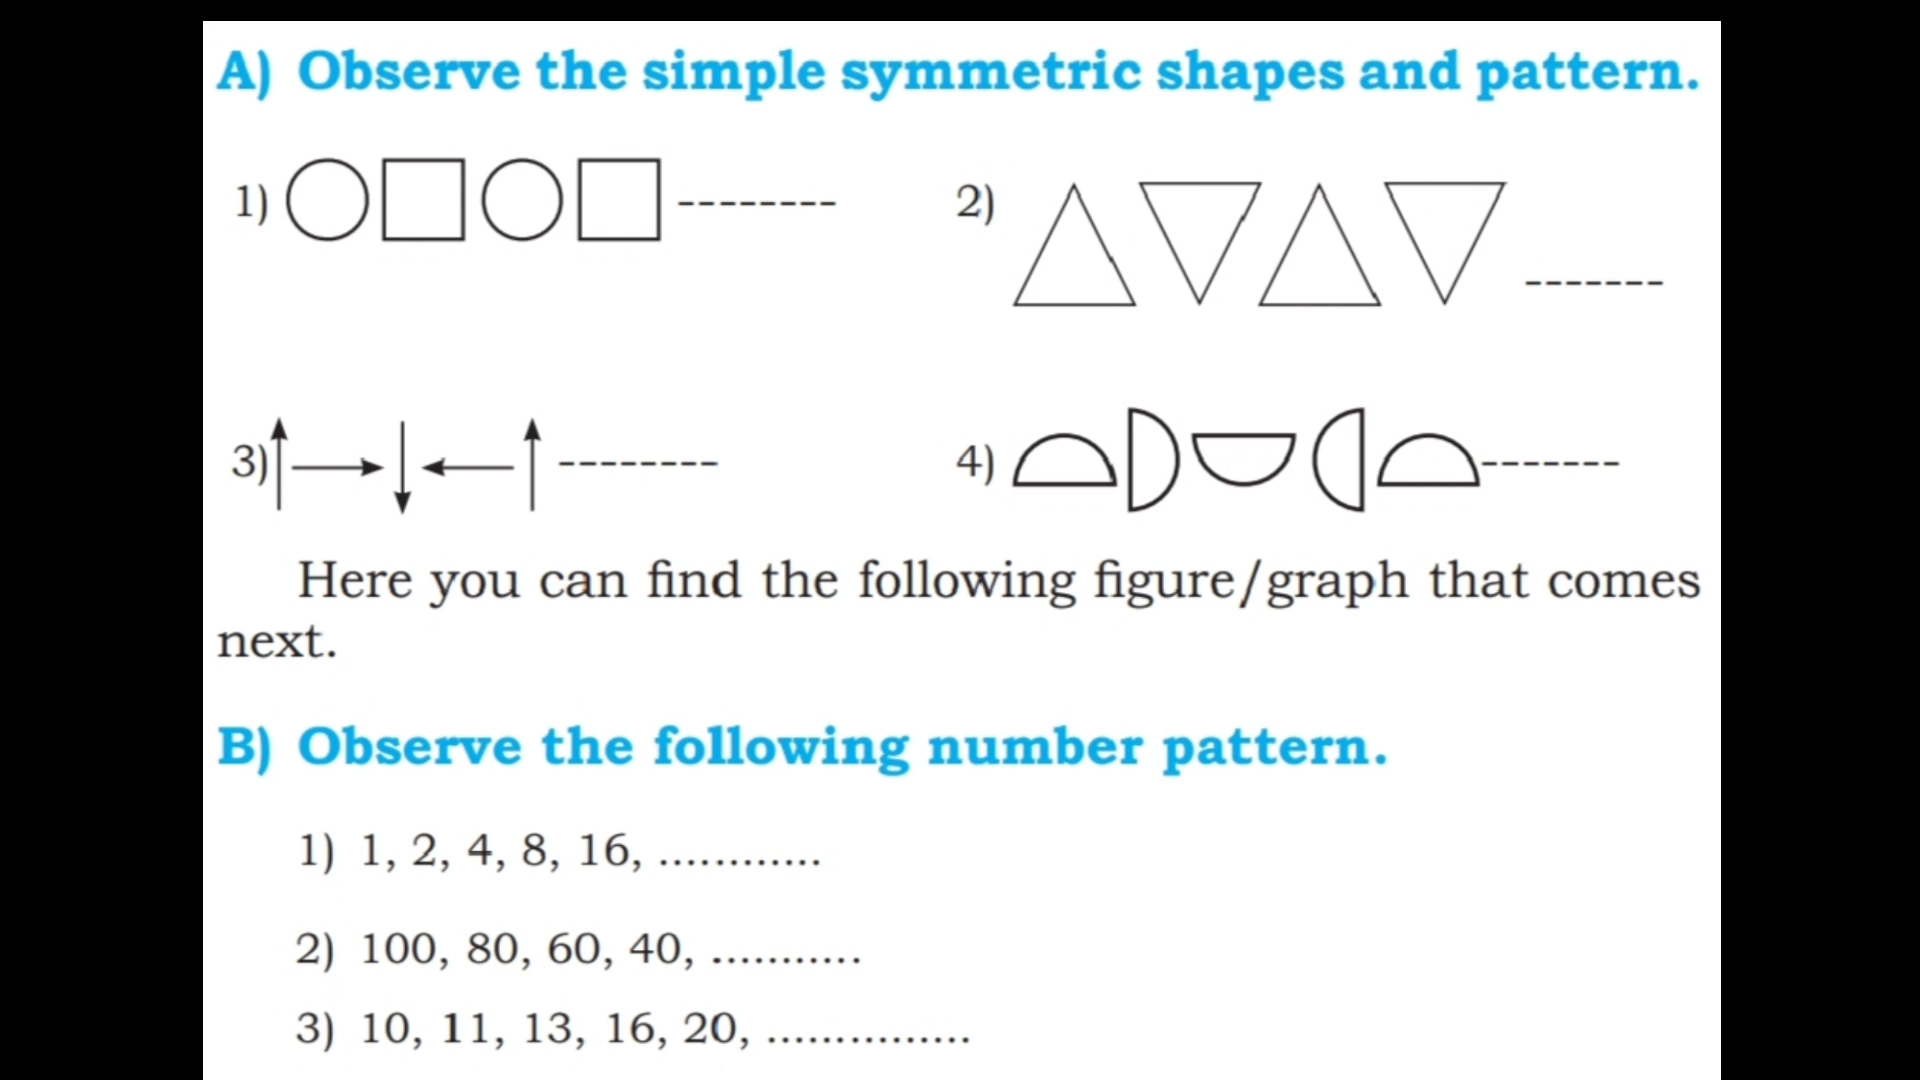 A) Observe the simple symmetric shapes and pattern.
1) -------- 2) -------
3) -------- 4) -------
Here you can find the following figure/graph that comes
next.
B) Observe the following number pattern.
1) 1, 2, 4, 8, 16, ............
2) 100, 80, 60, 40, ...........
3) 10, 11, 13, 16, 20, ...............